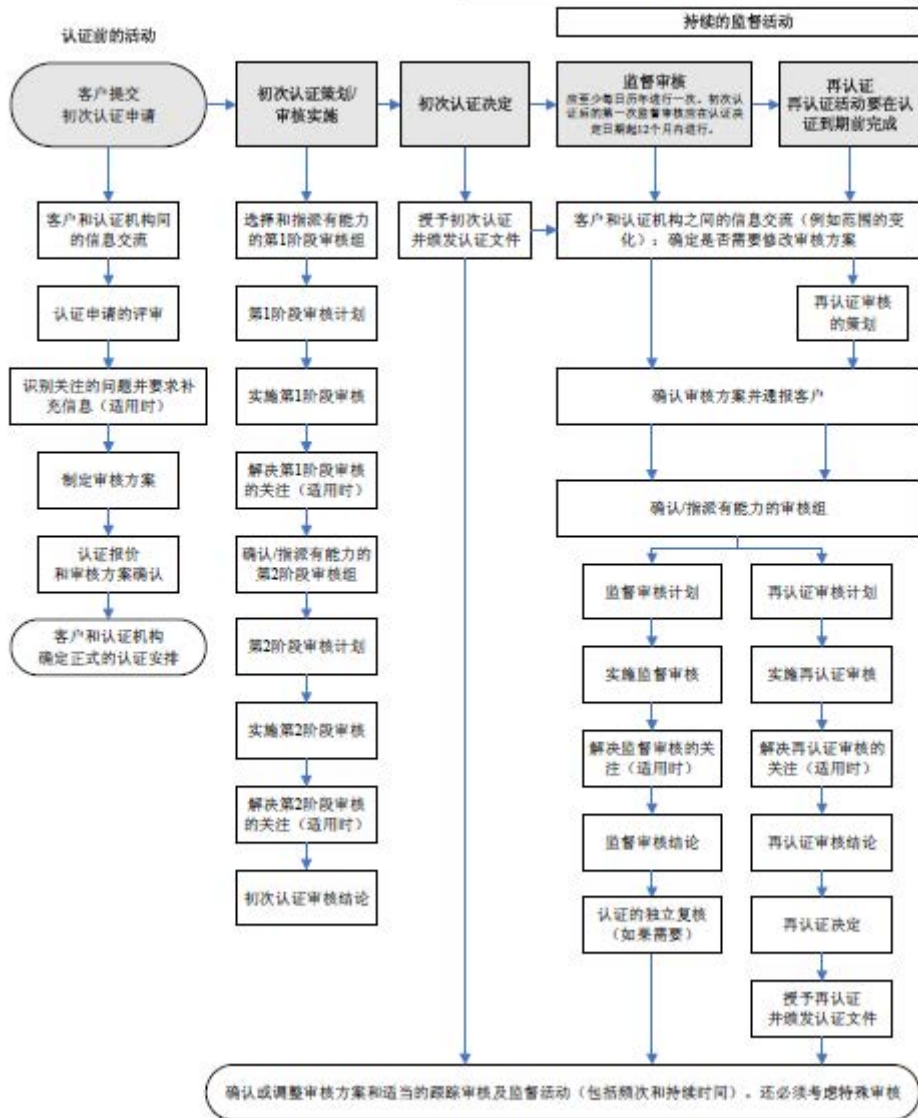 持续的监督活动
认证前的活动
客户提交
初次认证申请
初次认证策划/
审核实施
初次认证决定
监督审核
应至少每日历年进行一次。初次认
证后的第一次监督审核应在认证决
定日期起12个月内进行。
再认证
再认证活动要在认
证到期前完成
客户和认证机构间
的信息交流
认证申请的评审
识别关注的问题并要求补
充信息（适用时）
制定审核方案
认证报价
和审核方案确认
客户和认证机构
确定正式的认证安排
选择和指派有能力
的第1阶段审核组
第1阶段审核计划
实施第1阶段审核
解决第1阶段审核
的关注（适用时）
确认/指派有能力的
第2阶段审核组
第2阶段审核计划
实施第2阶段审核
解决第2阶段审核
的关注（适用时）
初次认证审核结论
授予初次认证
并颁发认证文件
客户和认证机构之间的信息交流（例如范围的变
化）：确定是否需要修改审核方案
再认证审核
的策划
确认审核方案并通报客户
确认/指派有能力的审核组
监督审核计划
实施监督审核
解决监督审核的关
注（适用时）
监督审核结论
认证的独立复核
（如果需要）
再认证审核计划
实施再认证审核
解决再认证审核的
关注（适用时）
再认证审核结论
再认证决定
授予再认证
并颁发认证文件
确认或调整审核方案和适当的跟踪审核及监督活动（包括频次和持续时间）。还必须考虑特殊审核